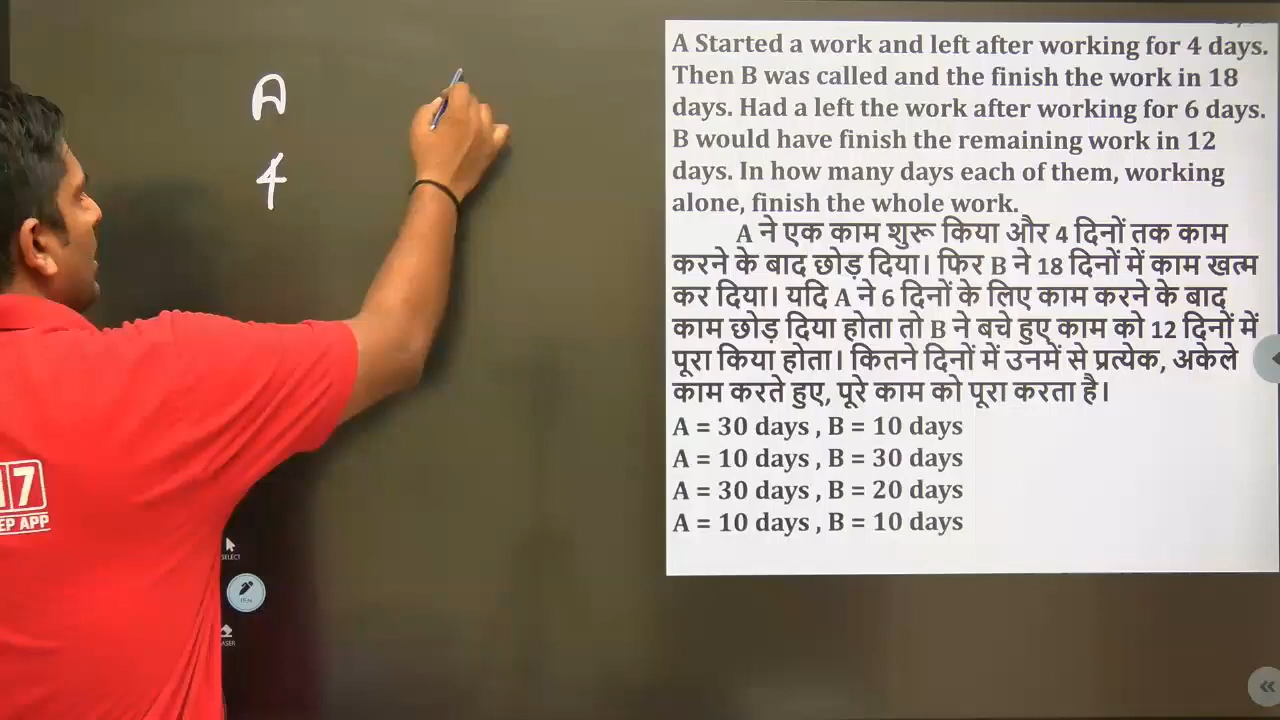 A
4
A Started a work and left after working for 4 days.
Then B was called and the finish the work in 18
days. Had a left the work after working for 6 days.
B would have finish the remaining work in 12
days. In how many days each of them, working
alone, finish the whole work.
A ने एक काम शुरू किया और 4 दिनों तक काम
करने के बाद छोड़ दिया। फिर B ने 18 दिनों में काम खत्म
कर दिया। यदि A ने 6 दिनों के लिए काम करने के बाद
काम छोड़ दिया होता तो B ने बचे हुए काम को 12 दिनों में
पूरा किया होता। कितने दिनों में उनमें से प्रत्येक, अकेले
काम करते हुए, पूरे काम को पूरा करता है।
A = 30 days , B = 10 days
A = 10 days , B = 30 days
A = 30 days , B = 20 days
A = 10 days , B = 10 days
7
EP APP
SELECT